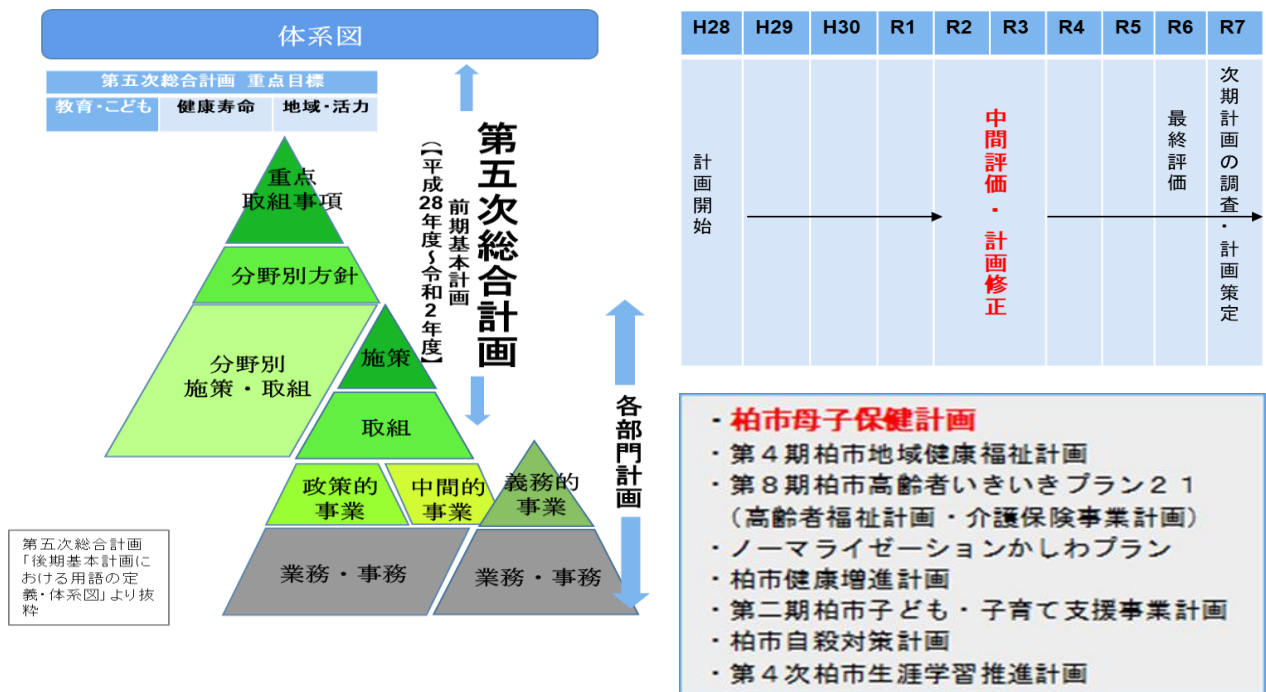 体系図
第五次総合計画 重点目標
教育・こども
健康寿命
地域・活力
重点
取組事項
分野別方針
分野別
施策・取組
施策
取組
政策的
事業
中間的
事業
義務的
事業
業務・事務
業務・事務
第五次総合計画
前期基本計画
(【平成28年度~令和2年度】
各部門計画
第五次総合計画
「後期基本計画に
おける用語の定
義・体系図」より抜
粋
H28 H29 H30 R1 R2 R3 R4 R5 R6 R7
計画開始
中間評価・計画修正
最終評価
次期計画の調査・計画策定
・柏市母子保健計画
・第4期柏市地域健康福祉計画
・第8期柏市高齢者いきいきプラン21
(高齢者福祉計画・介護保険事業計画)
・ノーマライゼーションかしわプラン
・柏市健康増進計画
・第二期柏市子ども・子育て支援事業計画
・柏市自殺対策計画
・第4次柏市生涯学習推進計画